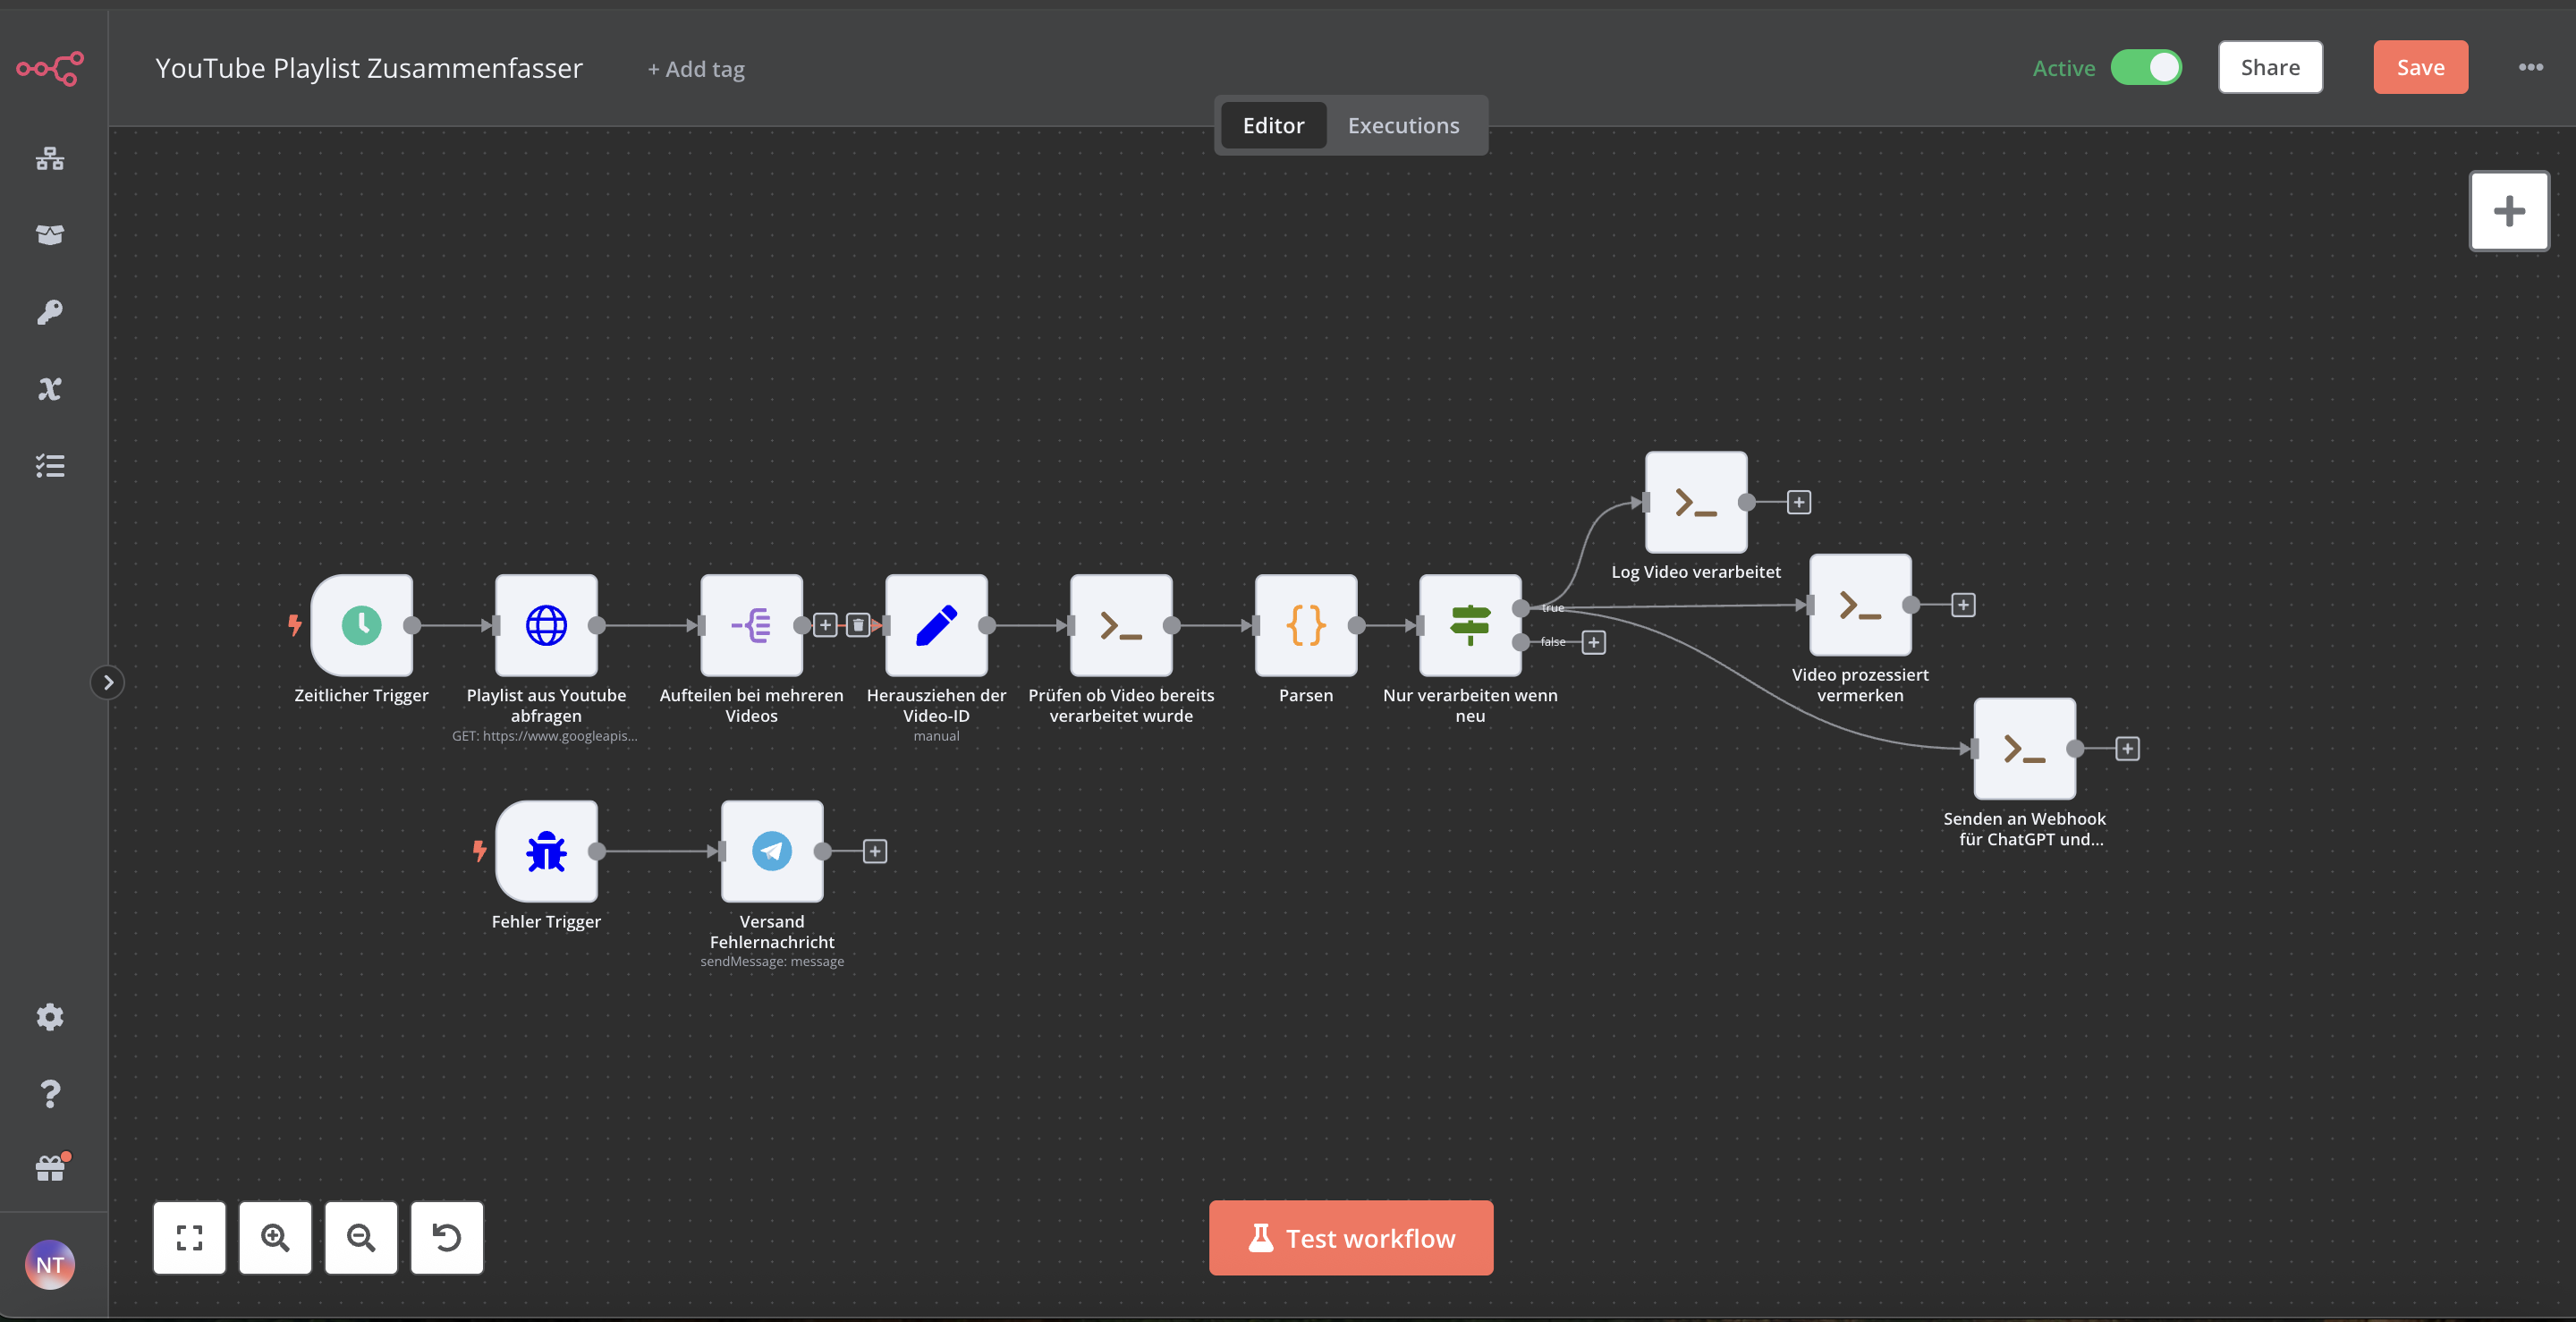 YouTube Playlist Zusammenfasser
+ Add tag
Active
Share
Save
Editor
Executions
Log Video verarbeitet
true
false
Video prozessiert
vermerken
Zeitlicher Trigger
Playlist aus Youtube
abfragen
GET: https://www.googleapis...
Aufteilen bei mehreren
Videos
Herausziehen der
Video-ID
manual
Prüfen ob Video bereits
verarbeitet wurde
Parsen
Nur verarbeiten wenn
neu
Senden an Webhook
für ChatGPT und...
Fehler Trigger
Versand
Fehlernachricht
sendMessage: message
Test workflow
NT